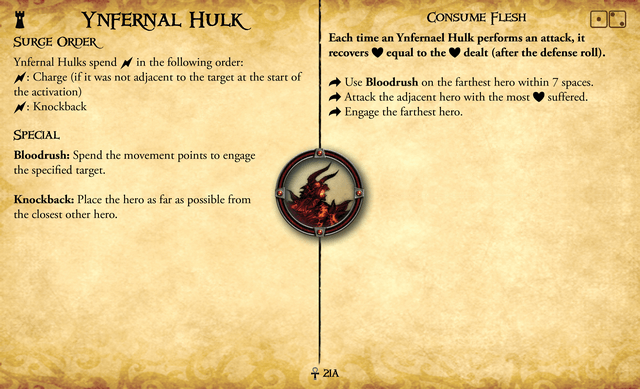 Ynfernal Hulk
Surge Order
Ynfernal Hulks spend in the following order:
: Charge (if it was not adjacent to the target at the start of
the activation)
: Knockback
Special
Bloodrush: Spend the movement points to engage
the specified target.
Knockback: Place the hero as far as possible from
the closest other hero.
Consume Flesh
Each time an Ynfernael Hulk performs an attack, it
recovers ♥ equal to the ♥ dealt (after the defense roll).
Use Bloodrush on the farthest hero within 7 spaces.
Attack the adjacent hero with the most ♥ suffered.
Engage the farthest hero.
21A